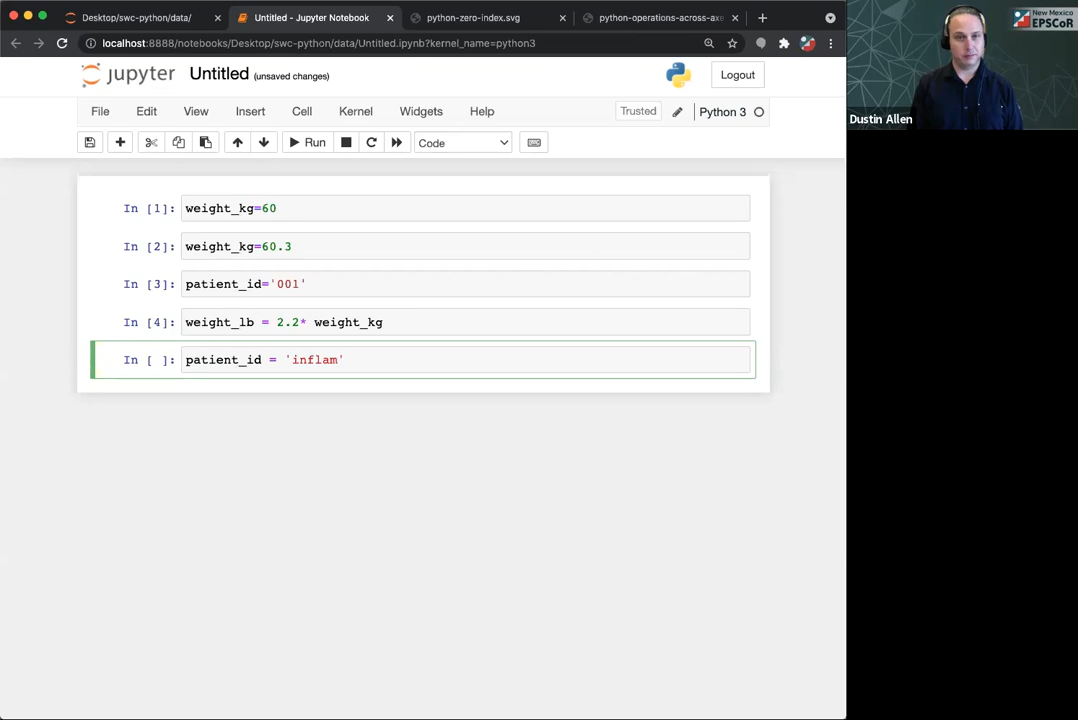 Desktop/swc-python/data/
Untitled - Jupyter Notebook
python-zero-index.svg
python-operations-across-axe
localhost:8888/notebooks/Desktop/swc-python/data/Untitled.ipynb?kernel_name=python3
New Mexico
EPSCoR
Dustin Allen
jupyter
Untitled (unsaved changes)
Logout
File Edit View Insert Cell Kernel Widgets Help
Trusted
Python 3
Run
Code
In [1]: weight_kg=60
In [2]: weight_kg=60.3
In [3]: patient_id='001'
In [4]: weight_lb = 2.2* weight_kg
In [ ]: patient_id = 'inflam'